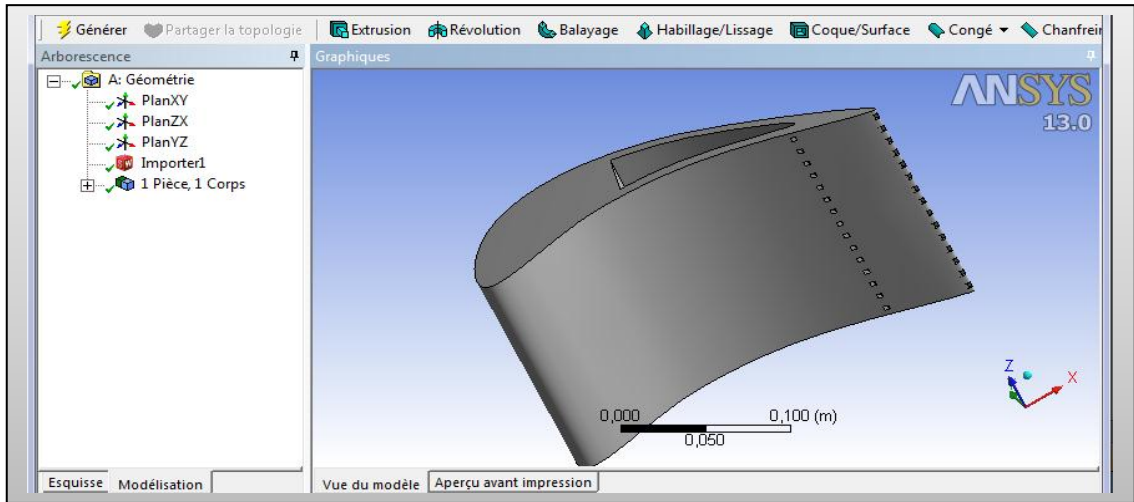 Générer Partager la topologie Extrusion Révolution Balayage Habillage/Lissage Coque/Surface Congé Chanfrein
Arborescence
Graphiques
A: Géométrie
PlanXY
PlanZX
PlanYZ
Importer1
1 Pièce, 1 Corps
ANSYS
13.0
Z
X
0,000 0,100 (m)
0,050
Esquisse Modélisation
Vue du modèle Aperçu avant impression